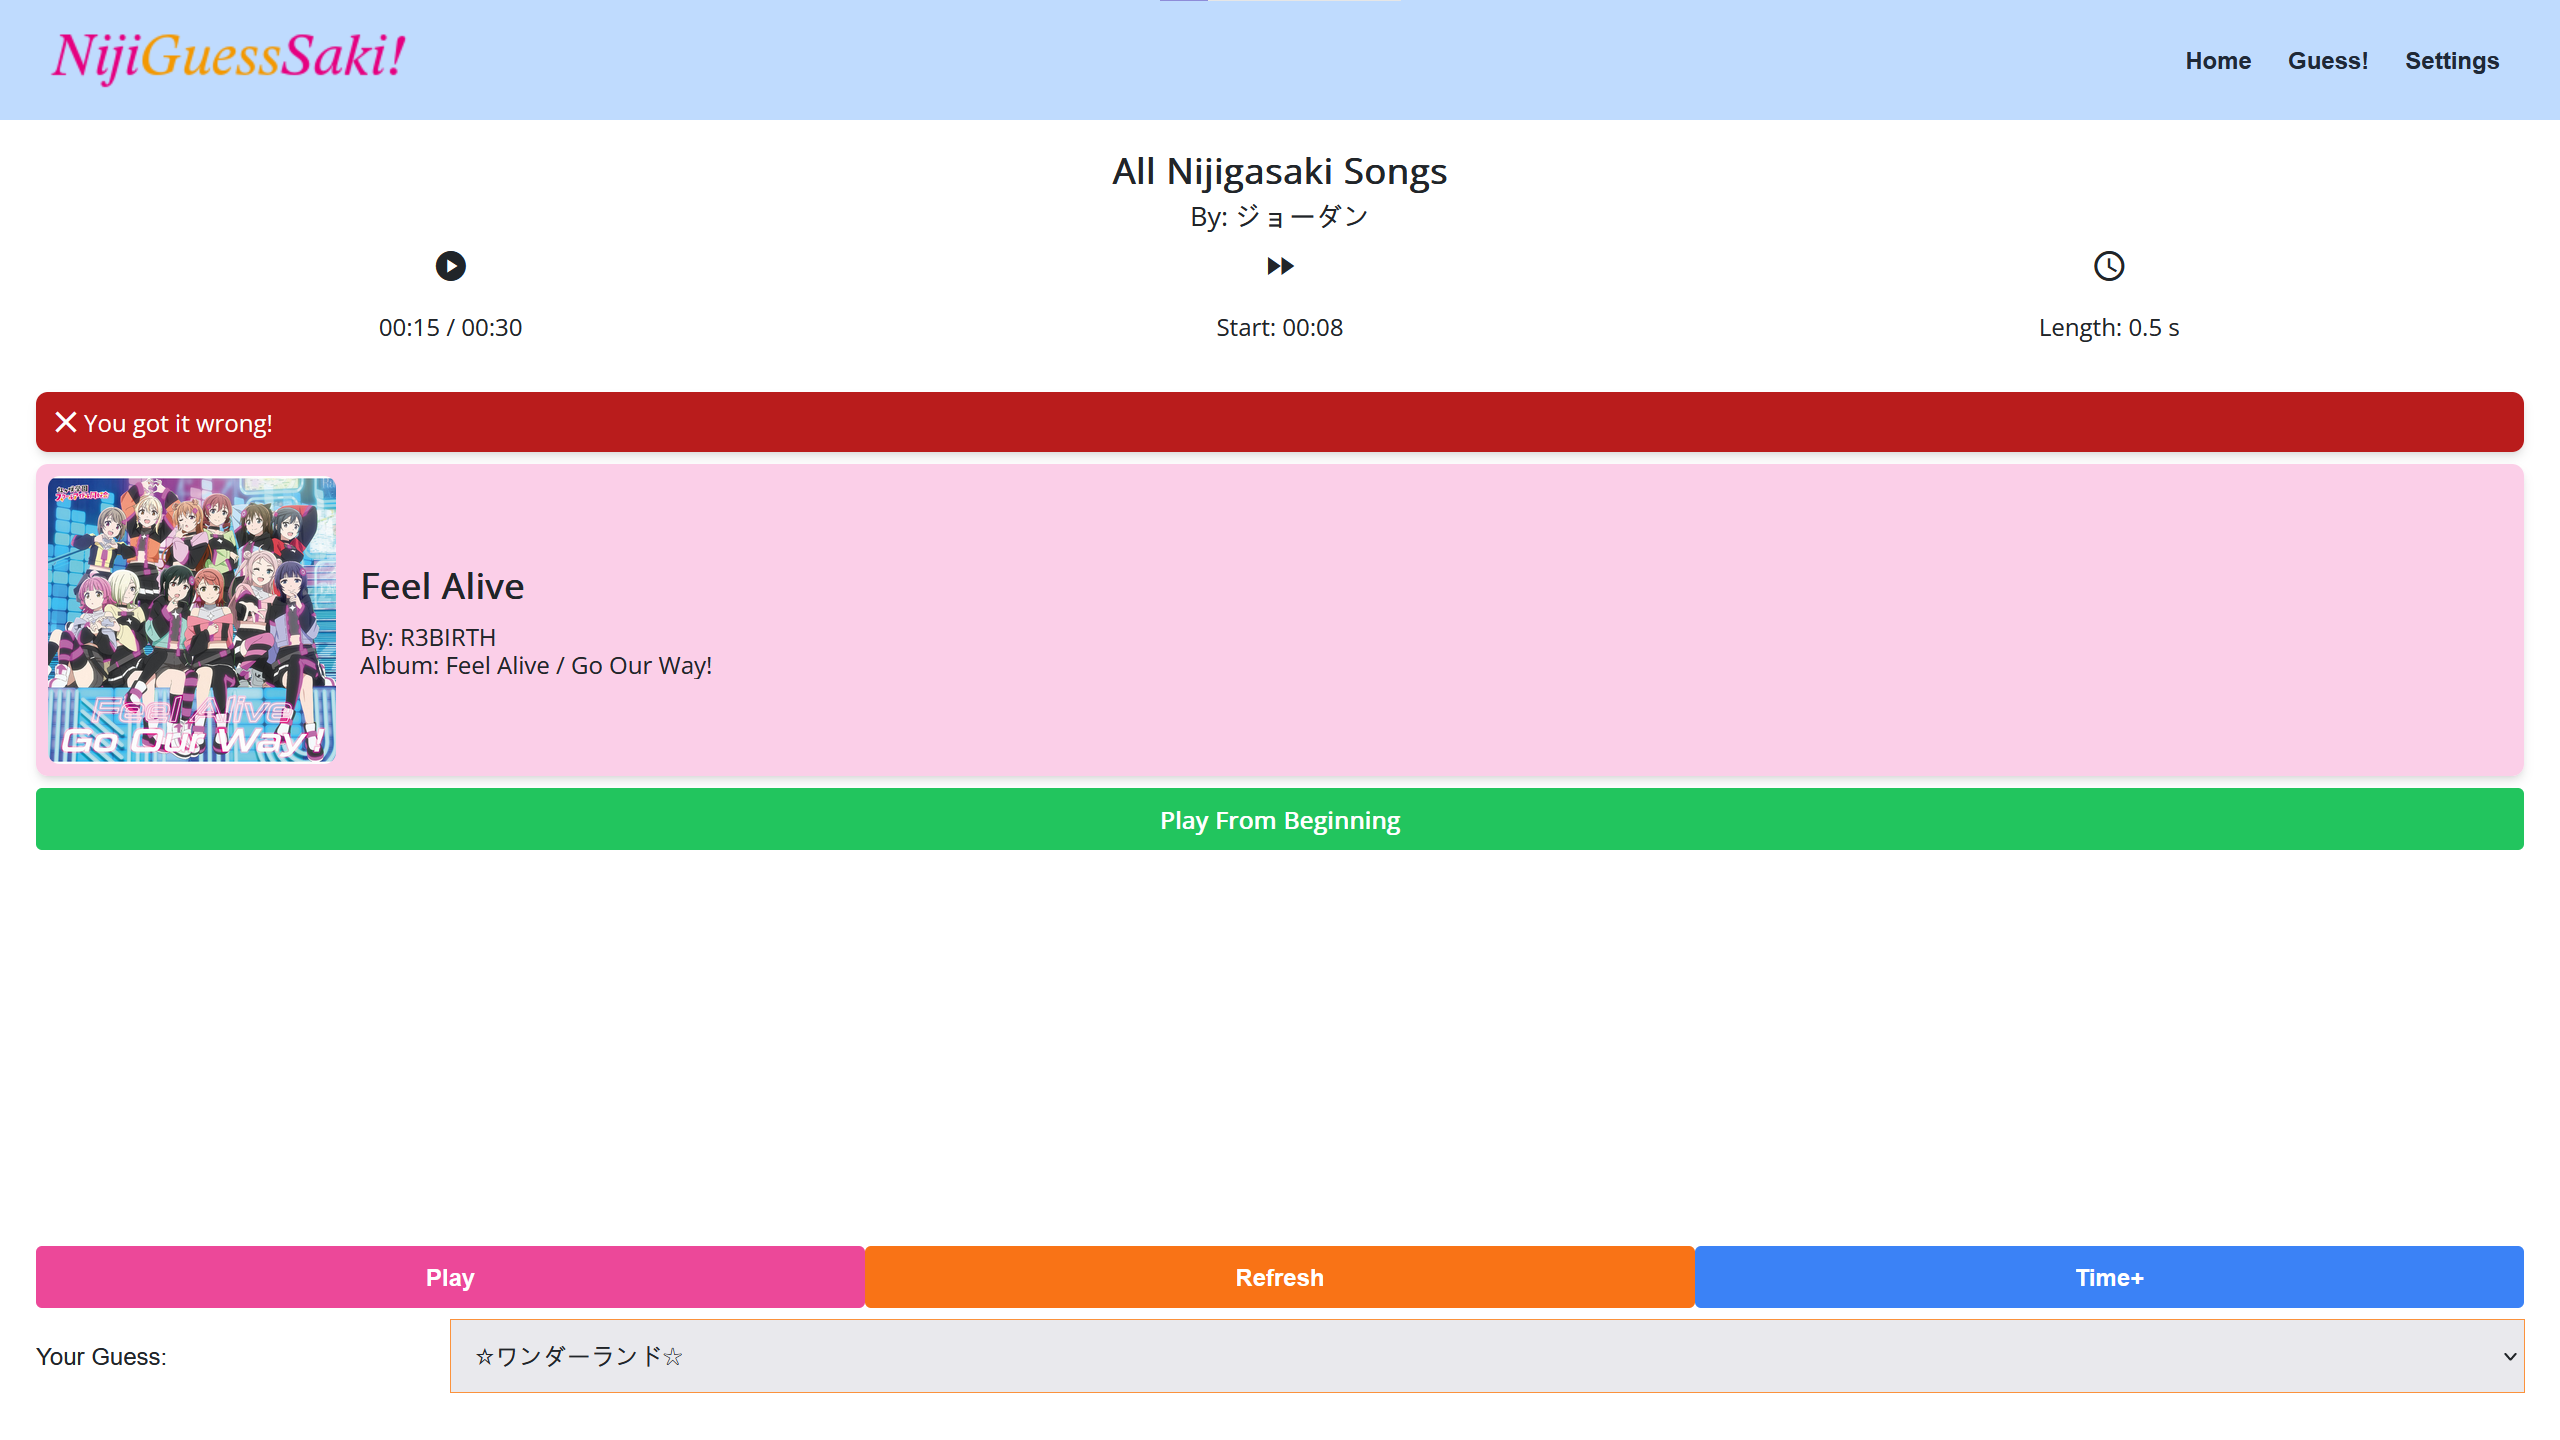 NijiGuessSaki!
Home Guess! Settings
All Nijigasaki Songs
By: ジョーダン
00:15 / 00:30
Start: 00:08
Length: 0.5 s
You got it wrong!
Feel Alive
Go Our Way!
Feel Alive
By: R3BIRTH
Album: Feel Alive / Go Our Way!
Play From Beginning
Play Refresh Time+
Your Guess: ☆ワンダーランド☆